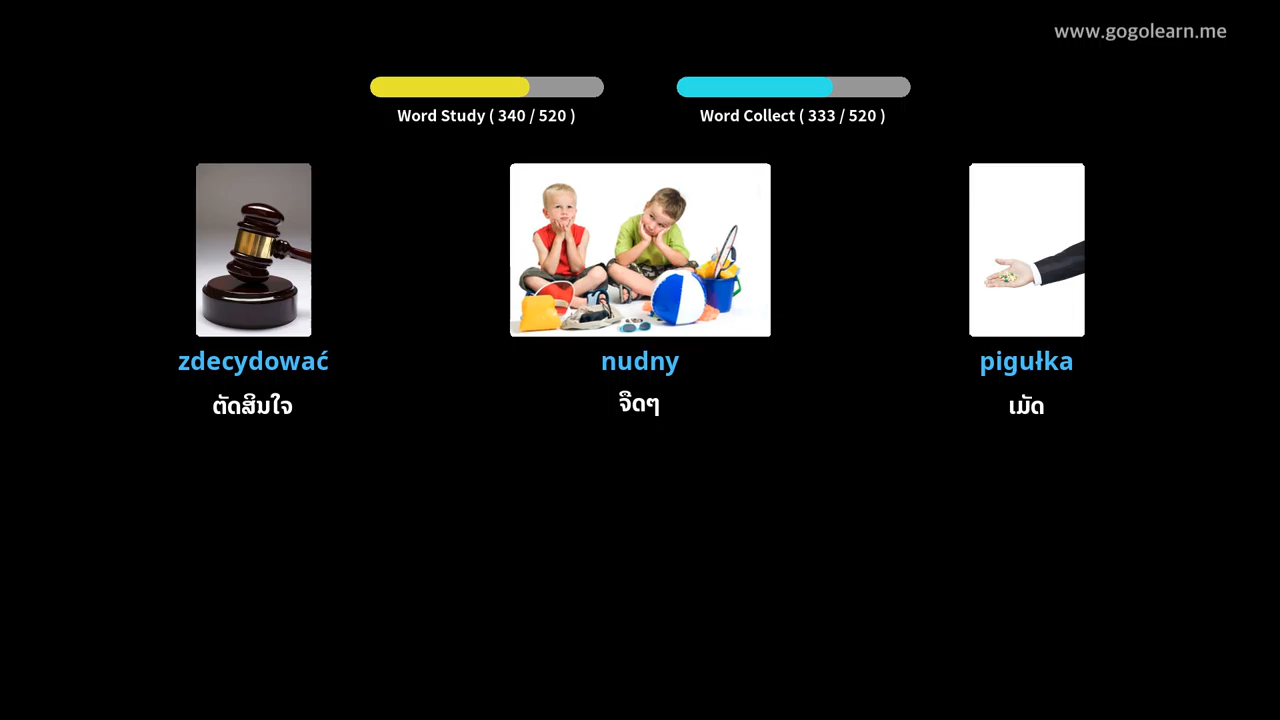 www.gogolearn.me
Word Study ( 340 / 520 )
Word Collect ( 333 / 520 )
zdecydować
nudny
pigułka
ຕັດສິນໃຈ
ຈືດໆ
ເມັດ